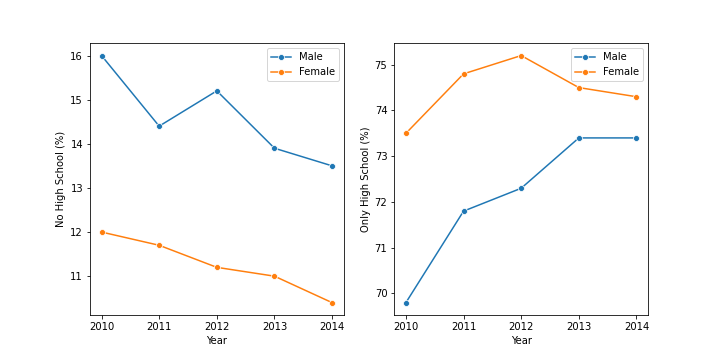 Male
Female
No High School (%)
16
15
14
13
12
11
2010 2011 2012 2013 2014
Year
Male
Female
Only High School (%)
75
74
73
72
71
70
2010 2011 2012 2013 2014
Year